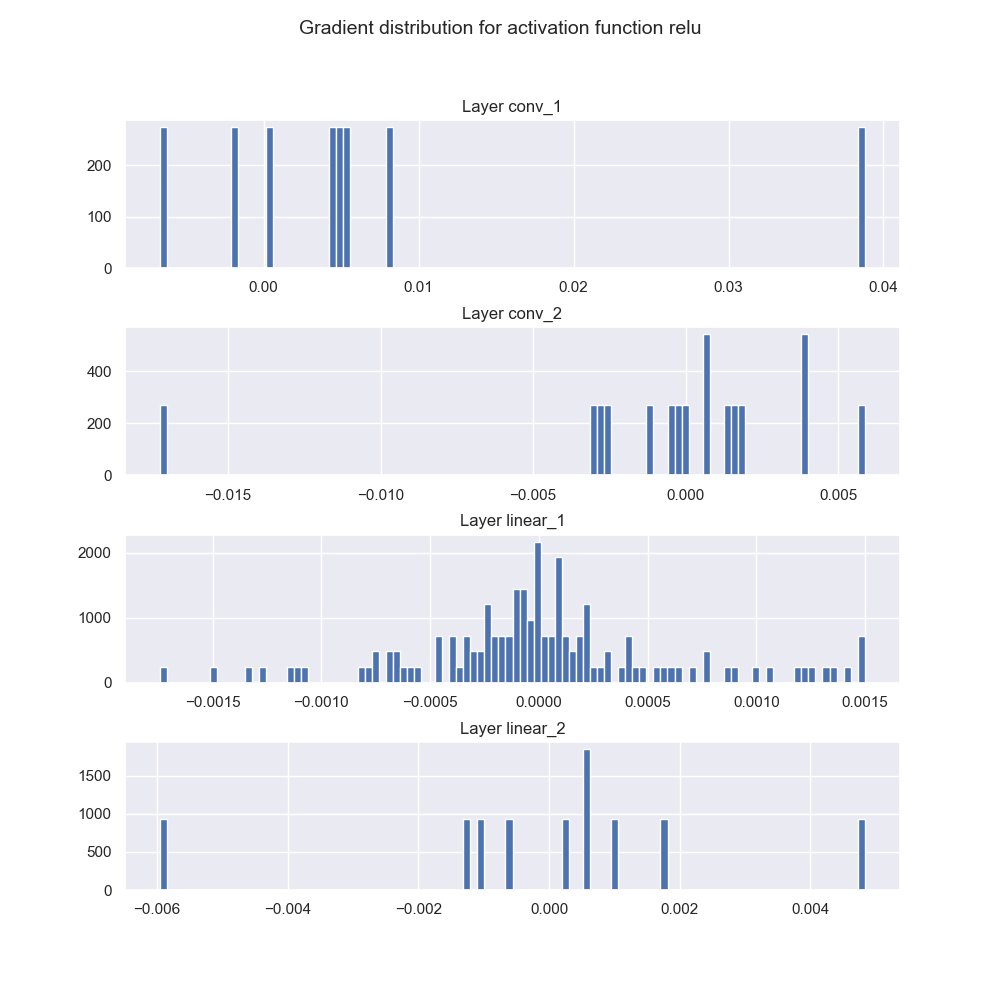 Gradient distribution for activation function relu
Layer conv_1
200
100
0
0.00 0.01 0.02 0.03 0.04
Layer conv_2
400
200
0
−0.015 −0.010 −0.005 0.000 0.005
Layer linear_1
2000
1000
0
−0.0015 −0.0010 −0.0005 0.0000 0.0005 0.0010 0.0015
Layer linear_2
1500
1000
500
0
−0.006 −0.004 −0.002 0.000 0.002 0.004